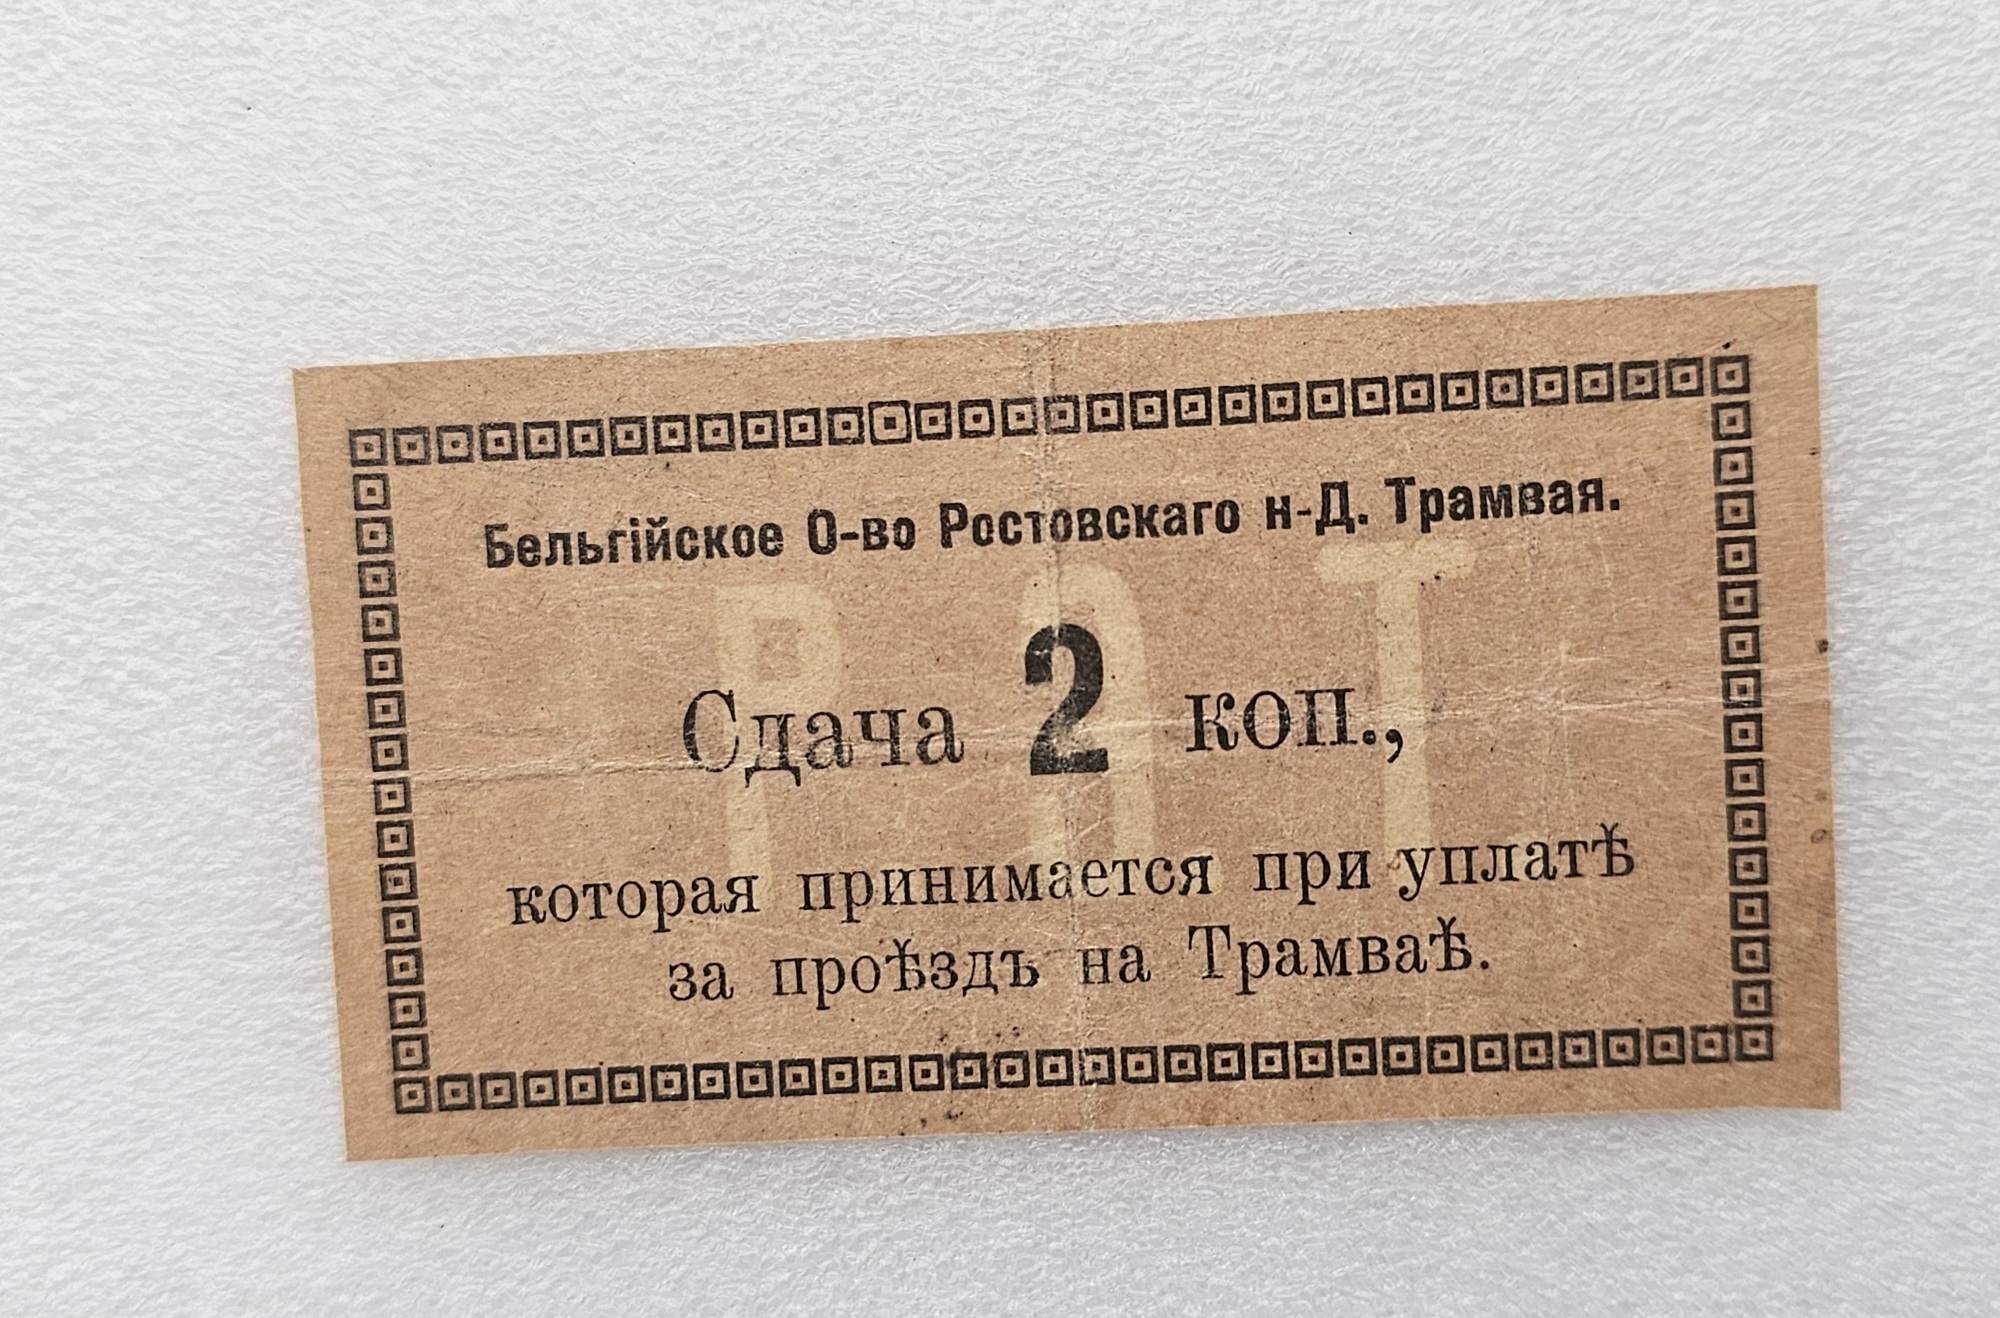 Бельгійское О-во Ростовскаго н-Д. Трамвая.
Р Л Т
Сдача 2 коп.,
которая принимается при уплатѣ
за проѣздъ на Трамваѣ.